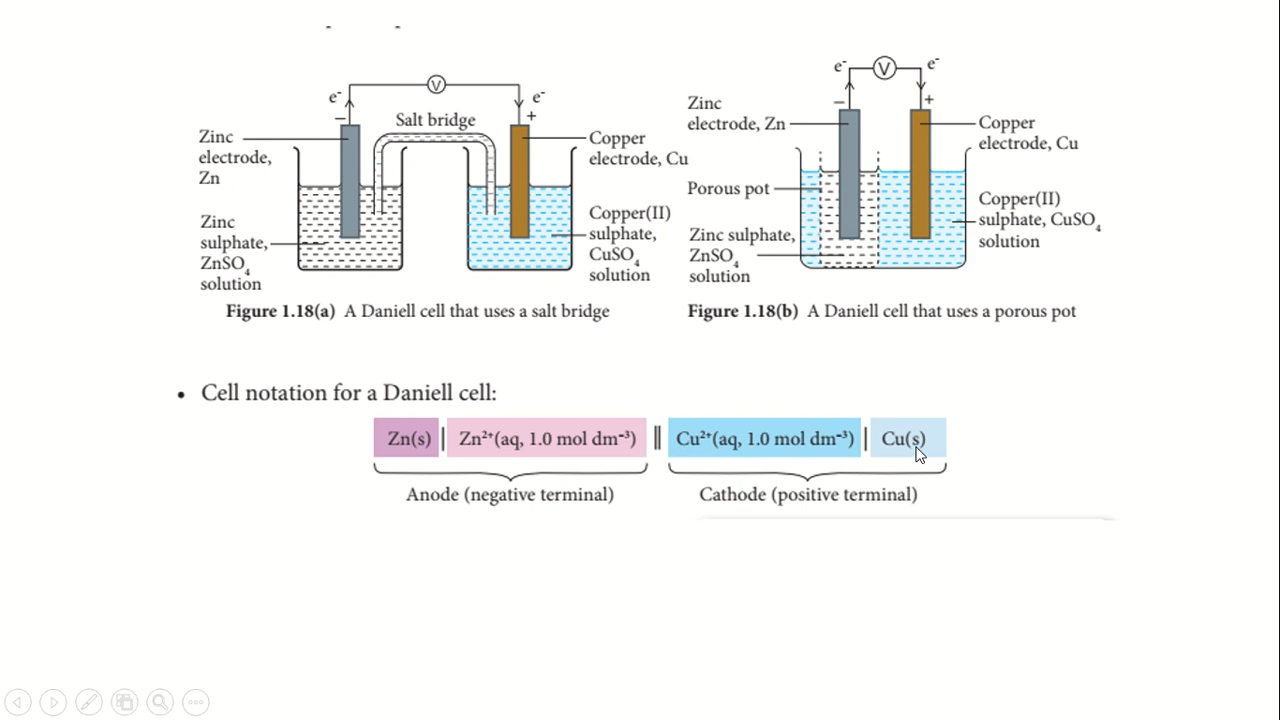 e⁻
V
e⁻
−
+
Salt bridge
Zinc
electrode,
Zn
Copper
electrode, Cu
Zinc
sulphate,
ZnSO₄
solution
Copper(II)
sulphate,
CuSO₄
solution
Figure 1.18(a) A Daniell cell that uses a salt bridge
e⁻
V
e⁻
−
+
Zinc
electrode, Zn
Copper
electrode, Cu
Porous pot
Zinc sulphate,
ZnSO₄
solution
Copper(II)
sulphate, CuSO₄
solution
Figure 1.18(b) A Daniell cell that uses a porous pot
• Cell notation for a Daniell cell:
Zn(s) | Zn²⁺(aq, 1.0 mol dm⁻³) || Cu²⁺(aq, 1.0 mol dm⁻³) | Cu(s)
Anode (negative terminal)
Cathode (positive terminal)